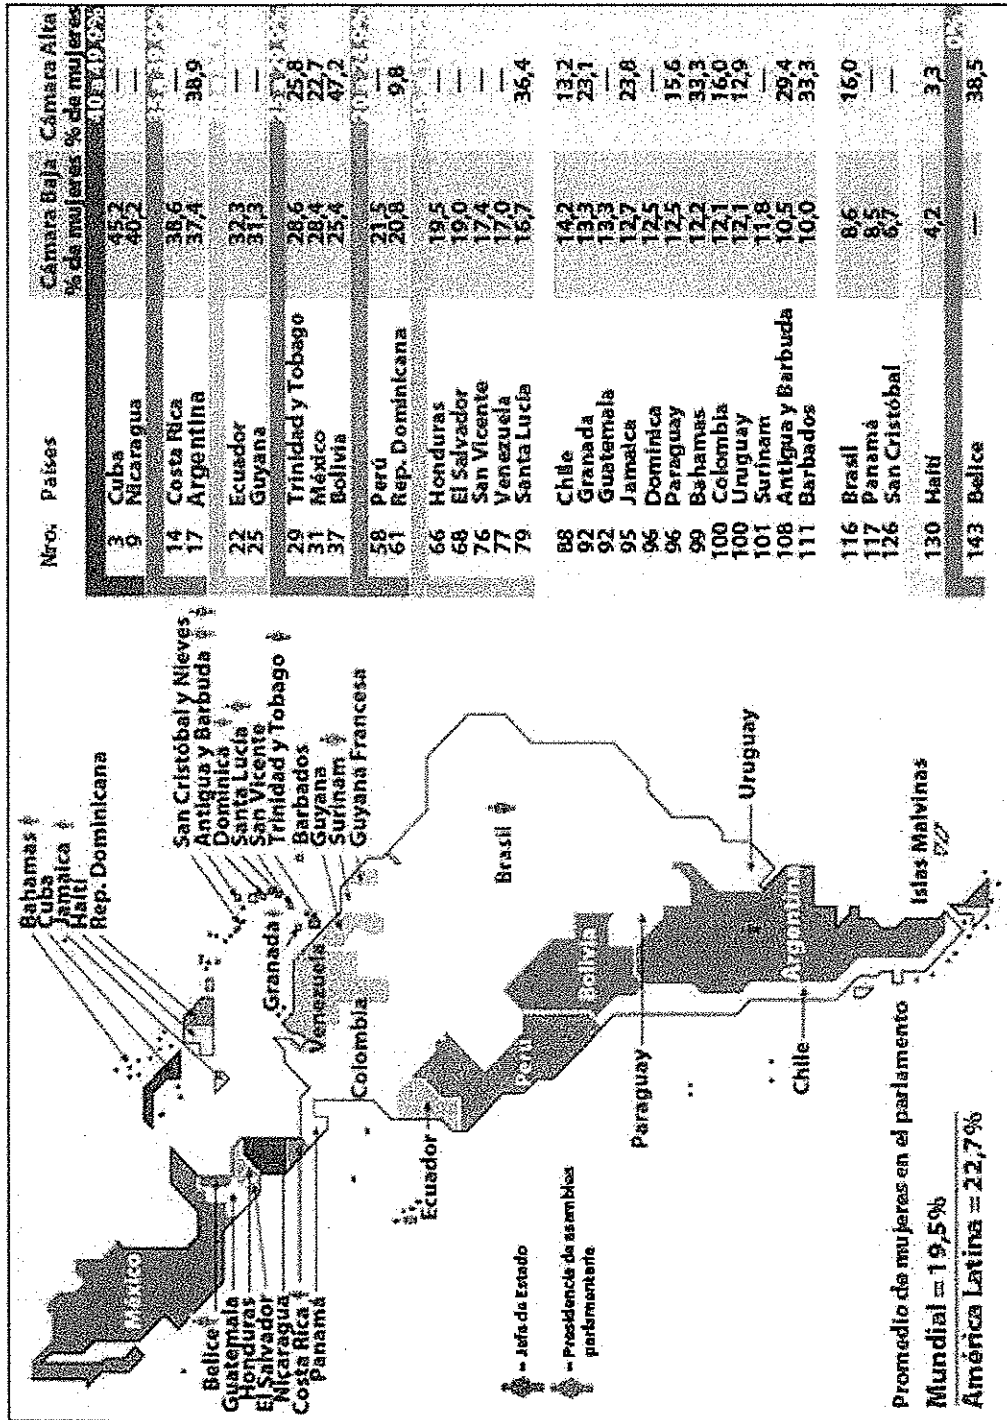 Bahamas
Cuba
Jamaica
Haití
Rep. Dominicana
San Cristóbal y Nieves
Antigua y Barbuda
Dominica
Santa Lucía
San Vicente
Trinidad y Tobago
Barbados
Guyana
Surinam
Guyana Francesa
Granada
Venezuela
Colombia
México
Belice
Guatemala
Honduras
El Salvador
Nicaragua
Costa Rica
Panamá
Ecuador
Perú
Brasil
Bolivia
Paraguay
Uruguay
Argentina
Chile
Islas Malvinas
= Jefa de Estado
= Presidencia de asamblea
parlamentaria
Promedio de mujeres en el parlamento
Mundial = 19,5%
América Latina = 22,7%
Nro. Países Cámara Baja Cámara Alta
% de mujeres % de mujeres
3 Cuba 45,2 —
9 Nicaragua 40,2 —
14 Costa Rica 38,6 —
17 Argentina 37,4 38,9
22 Ecuador 32,3 —
25 Guyana 31,3 —
29 Trinidad y Tobago 28,6 25,8
31 México 28,4 22,7
37 Bolivia 25,4 47,2
58 Perú 21,5 —
61 Rep. Dominicana 20,8 9,8
66 Honduras 19,5 —
68 El Salvador 19,0 —
76 San Vicente 17,4 —
77 Venezuela 17,0 —
79 Santa Lucía 16,7 36,4
88 Chile 14,2 13,2
92 Granada 13,3 23,1
92 Guatemala 13,3 —
95 Jamaica 12,7 23,8
96 Dominica 12,5 —
96 Paraguay 12,5 15,6
99 Bahamas 12,2 33,3
100 Colombia 12,1 16,0
100 Uruguay 12,1 12,9
101 Surinam 11,8 —
108 Antigua y Barbuda 10,5 29,4
111 Barbados 10,0 33,3
116 Brasil 8,6 16,0
117 Panamá 8,5 —
126 San Cristóbal 6,7 —
130 Haití 4,2 3,3
143 Belice — 38,5